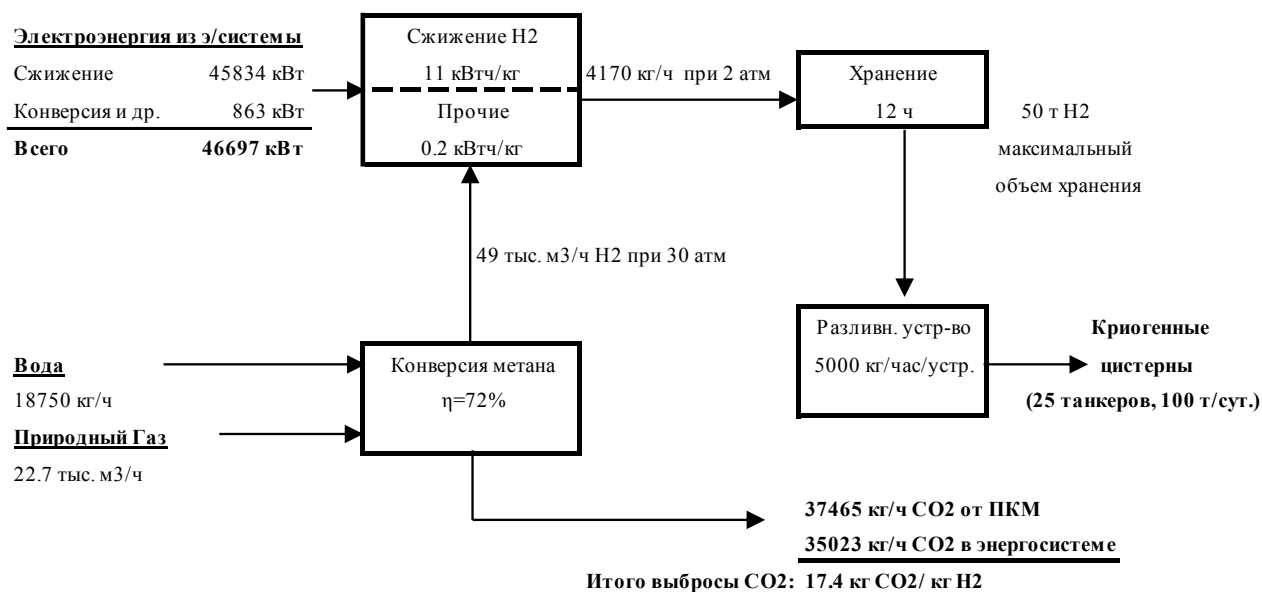 Электроэнергия из э/системы
Сжижение 45834 кВт
Конверсия и др. 863 кВт
Всего 46697 кВт
Сжижение Н2
11 кВтч/кг
Прочие
0.2 кВтч/кг
4170 кг/ч при 2 атм
Хранение
12 ч
50 т Н2
максимальный
объем хранения
49 тыс. м3/ч Н2 при 30 атм
Вода
18750 кг/ч
Природный Газ
22.7 тыс. м3/ч
Конверсия метана
η=72%
Разливн. устр-во
5000 кг/час/устр.
Криогенные
цистерны
(25 танкеров, 100 т/сут.)
37465 кг/ч СО2 от ПКМ
35023 кг/ч СО2 в энергосистеме
Итого выбросы СО2: 17.4 кг СО2/ кг Н2